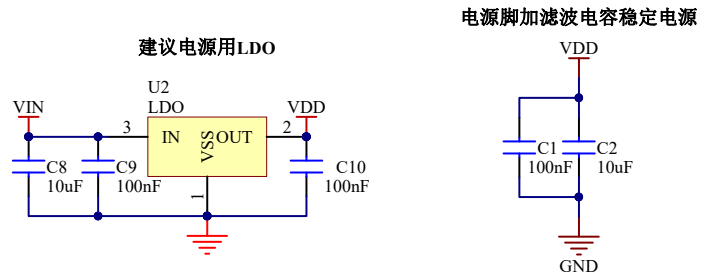 电源脚加滤波电容稳定电源
建议电源用LDO
VDD
U2
LDO
VIN
VDD
3
IN
VSS
OUT
2
C8
10uF
C9
100nF
1
C10
100nF
C1
100nF
C2
10uF
GND